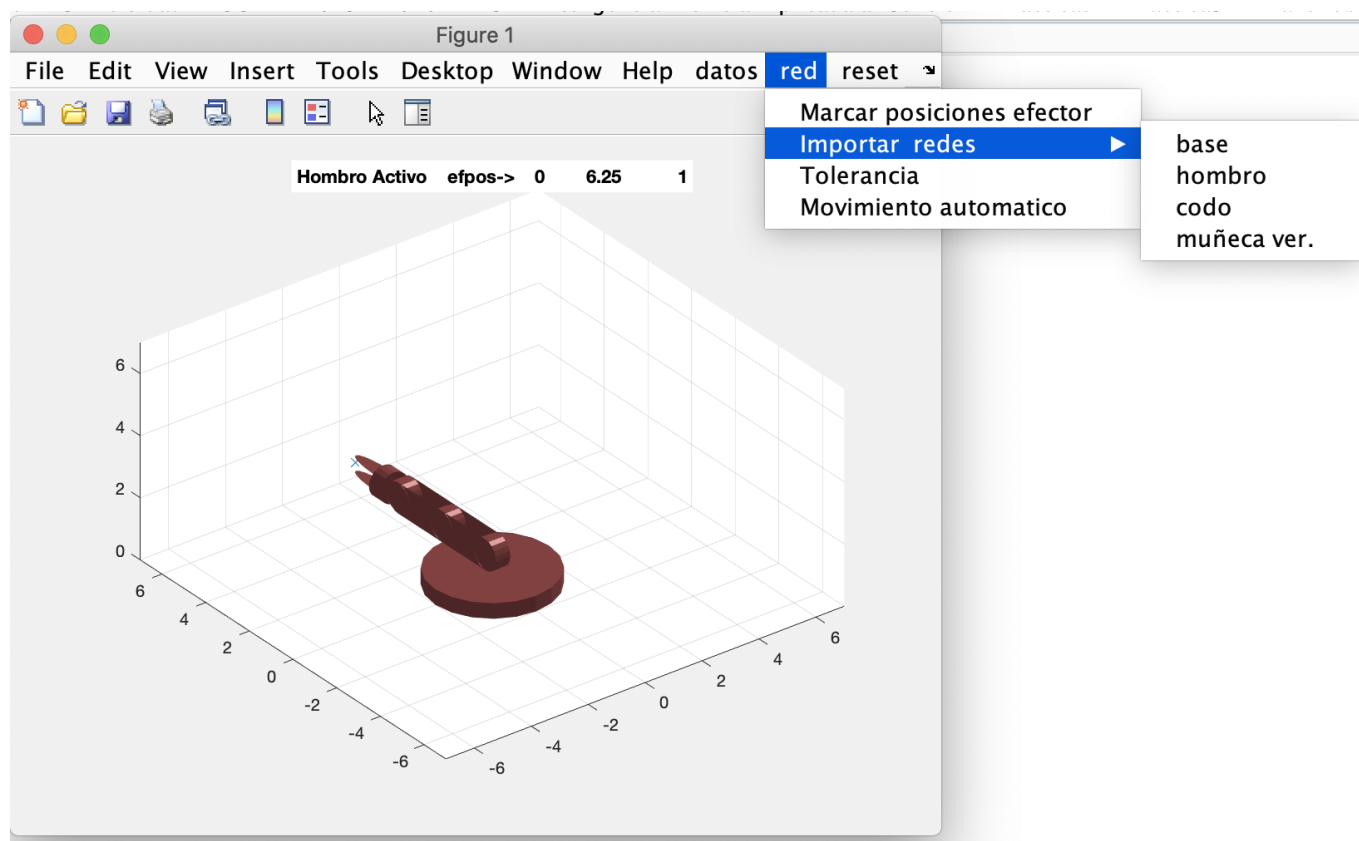 Figure 1
File Edit View Insert Tools Desktop Window Help datos red reset
Marcar posiciones efector
Importar redes
Tolerancia
Movimiento automatico
base
hombro
codo
muñeca ver.
Hombro Activo efpos-> 0 6.25 1
6
4
2
0
6
4
2
0
-2
-4
-6
-6
-4
-2
0
2
4
6